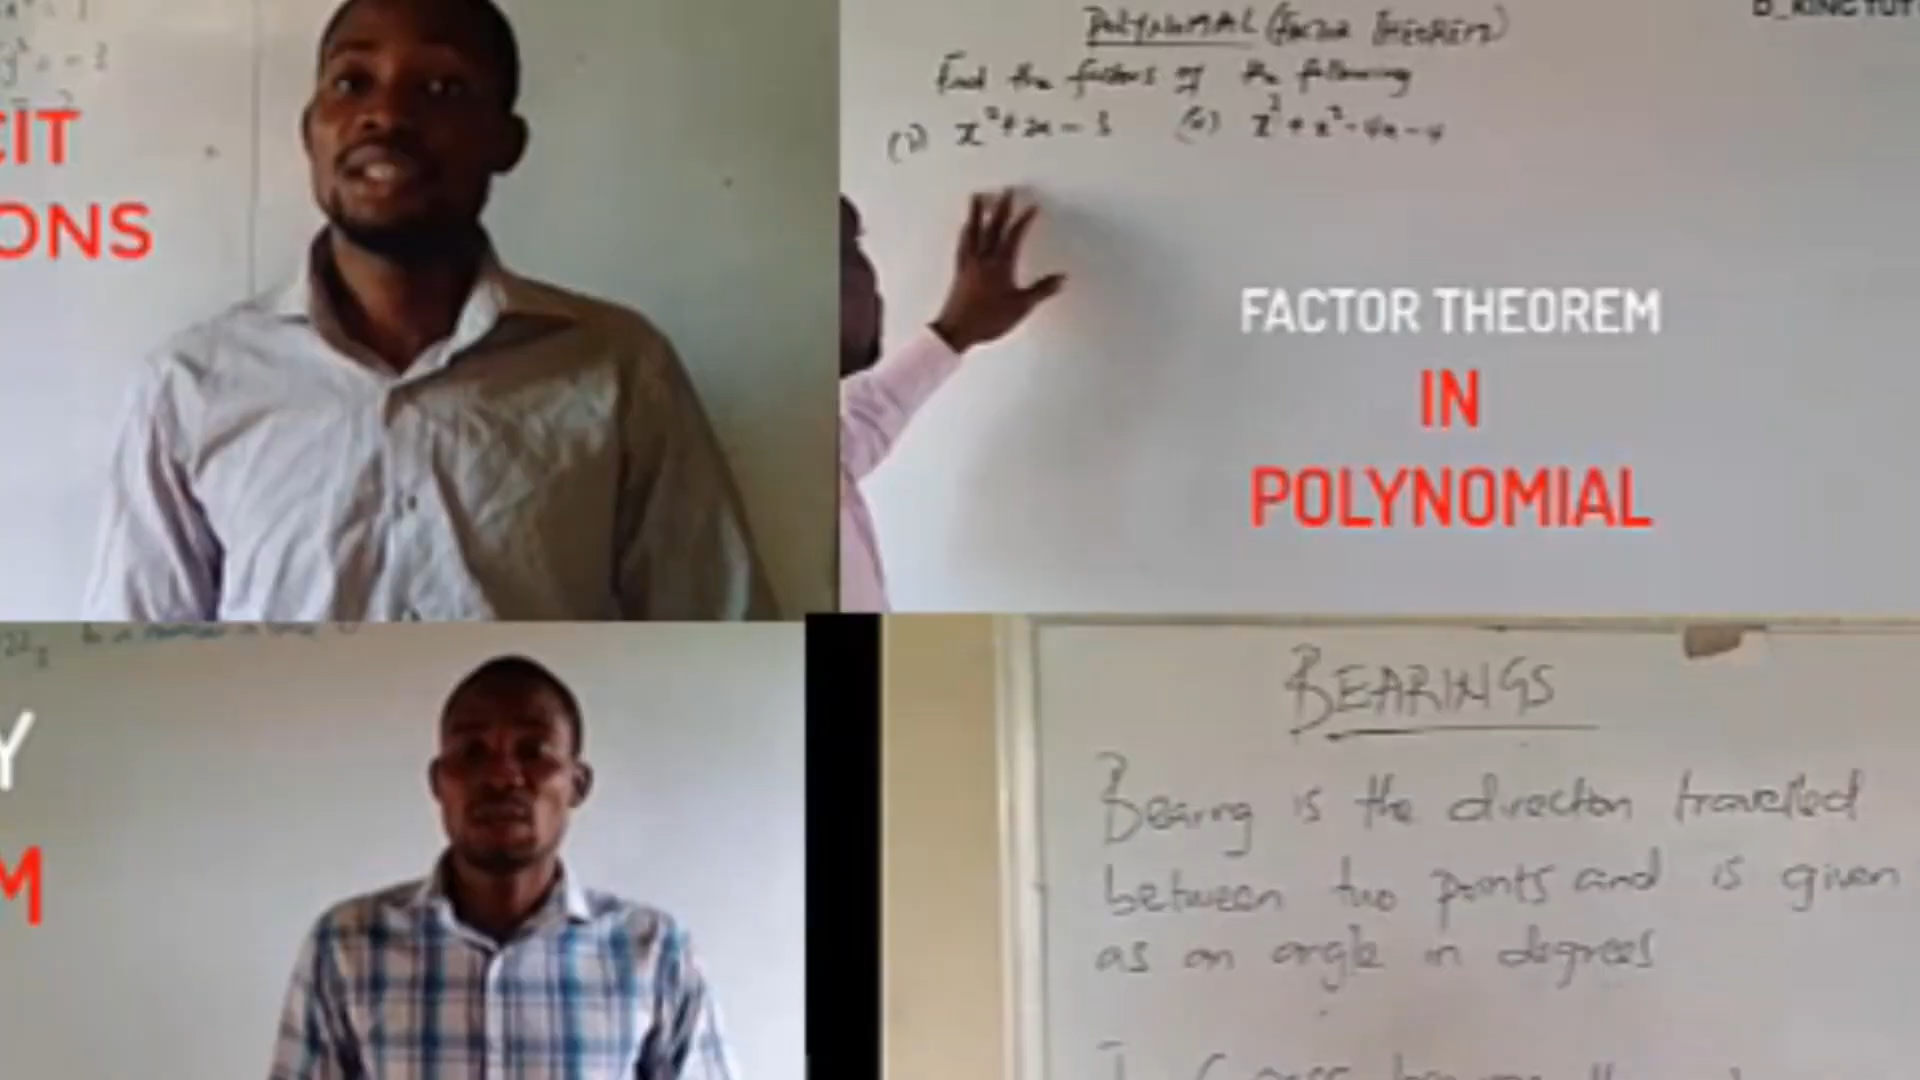 CIT
ONS
POLYNOMIAL (FACTOR THEOREM)
Find the factors of the following
(i) x²+2x-3 (ii) x³+x²-4x-4
FACTOR THEOREM
IN
POLYNOMIAL
Y
M
BEARINGS
Bearing is the direction travelled
between two points and is given
as an angle in degrees